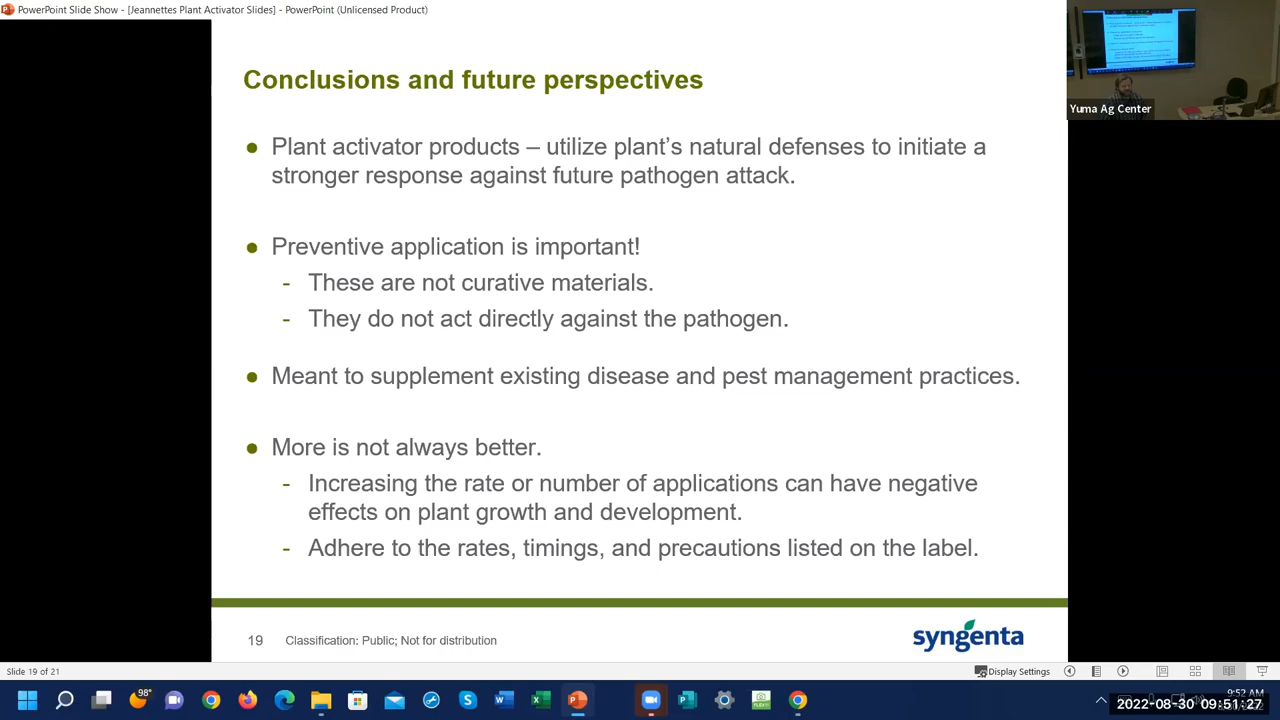 PowerPoint Slide Show - [Jeannettes Plant Activator Slides] - PowerPoint (Unlicensed Product)
Yuma Ag Center
Conclusions and future perspectives
● Plant activator products – utilize plant's natural defenses to initiate a
stronger response against future pathogen attack.
● Preventive application is important!
- These are not curative materials.
- They do not act directly against the pathogen.
● Meant to supplement existing disease and pest management practices.
● More is not always better.
- Increasing the rate or number of applications can have negative
effects on plant growth and development.
- Adhere to the rates, timings, and precautions listed on the label.
19 Classification: Public; Not for distribution
syngenta
Slide 19 of 21
Display Settings
98°
9:52 AM
2022-08-30 09:51:27